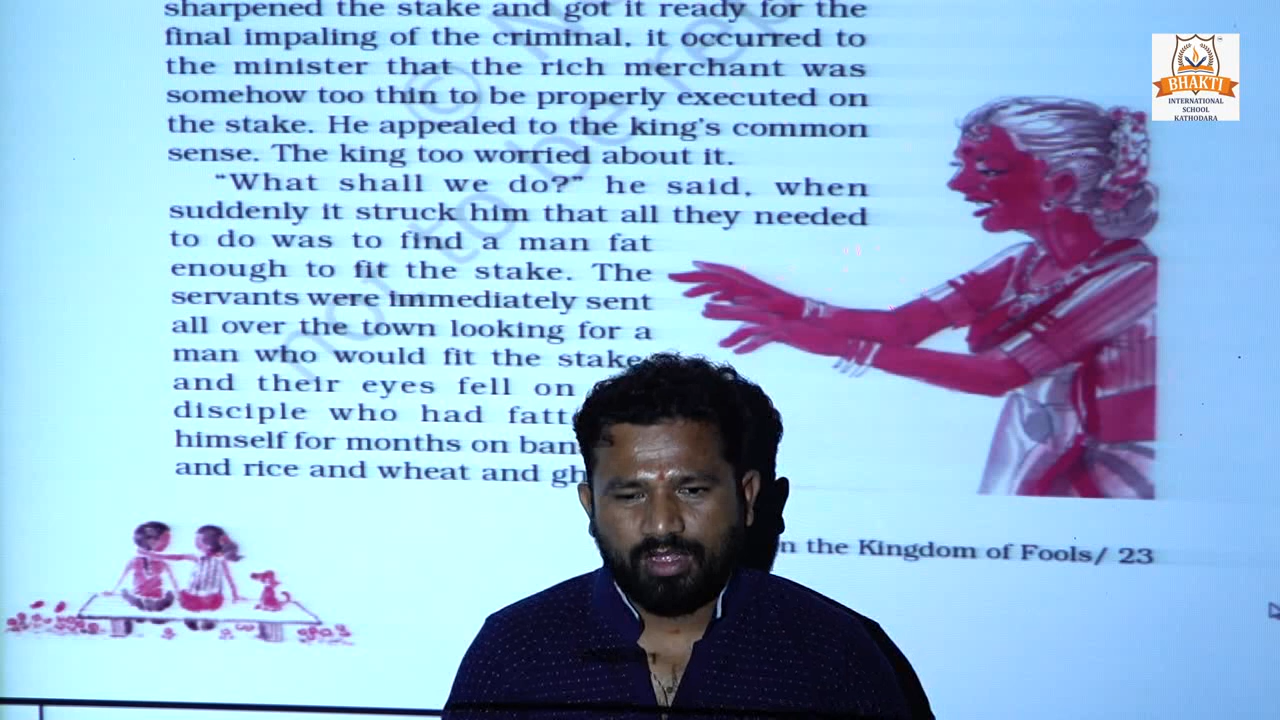 sharpened the stake and got it ready for the
final impaling of the criminal, it occurred to
the minister that the rich merchant was
somehow too thin to be properly executed on
the stake. He appealed to the king's common
sense. The king too worried about it.
“What shall we do?” he said, when
suddenly it struck him that all they needed
to do was to find a man fat
enough to fit the stake. The
servants were immediately sent
all over the town looking for a
man who would fit the stake
and their eyes fell on
disciple who had
himself for months on
and rice and wheat and
the Kingdom of Fools/ 23
not to be
BHAKTI
INTERNATIONAL
SCHOOL
KATHODARA